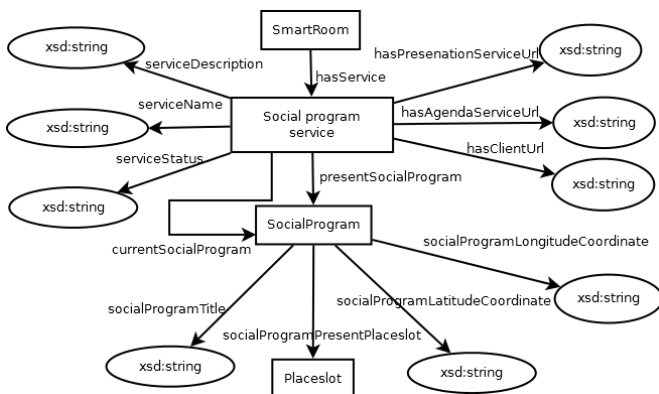 SmartRoom
xsd:string
serviceDescription
hasPresenationServiceUrl
xsd:string
hasService
serviceName
hasAgendaServiceUrl
xsd:string
Social program
service
xsd:string
serviceStatus
hasClientUrl
xsd:string
presentSocialProgram
xsd:string
SocialProgram
currentSocialProgram
socialProgramLongitudeCoordinate
socialProgramTitle
socialProgramLatitudeCoordinate
xsd:string
socialProgramPresentPlaceslot
xsd:string
Placeslot
xsd:string